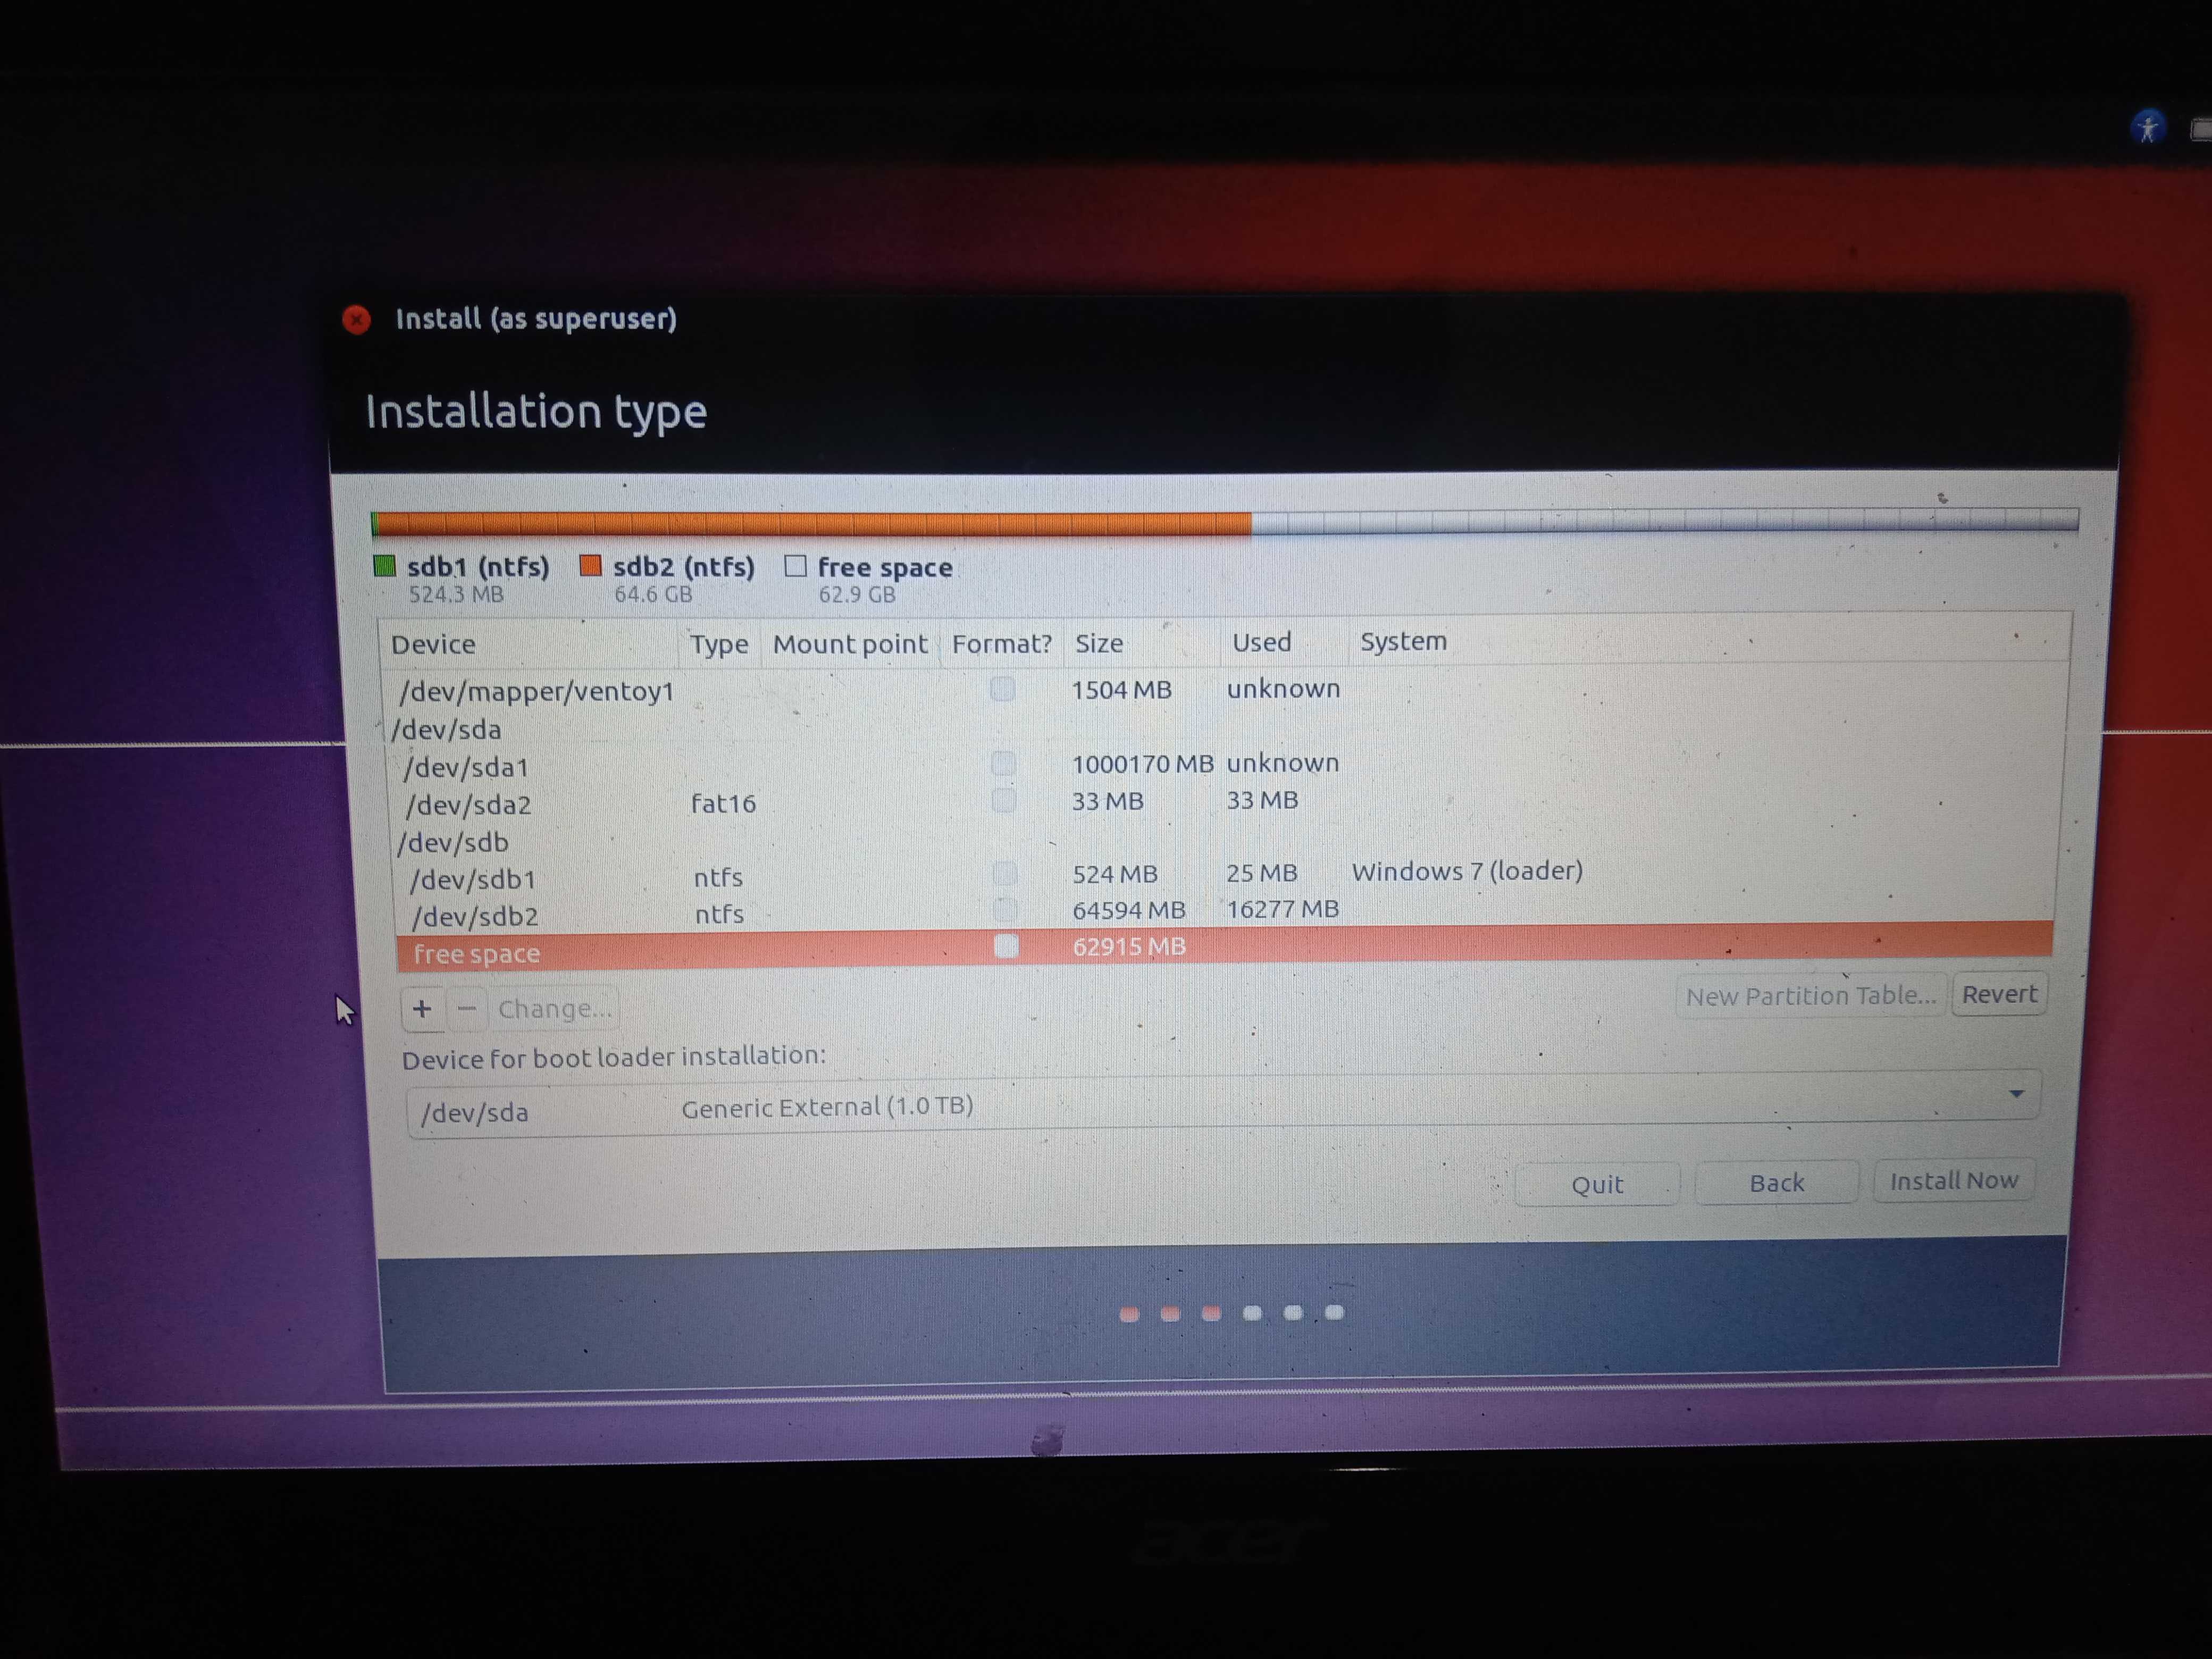 Install (as superuser)
Installation type
sdb1 (ntfs) sdb2 (ntfs) free space
524.3 MB 64.6 GB 62.9 GB
Device Type Mount point Format? Size Used System
/dev/mapper/ventoy1 1504 MB unknown
/dev/sda
/dev/sda1 1000170 MB unknown
/dev/sda2 fat16 33 MB 33 MB
/dev/sdb
/dev/sdb1 ntfs 524 MB 25 MB Windows 7 (loader)
/dev/sdb2 ntfs 64594 MB 16277 MB
free space 62915 MB
+ − Change... New Partition Table... Revert
Device for boot loader installation:
/dev/sda Generic External (1.0 TB)
Quit Back Install Now
acer